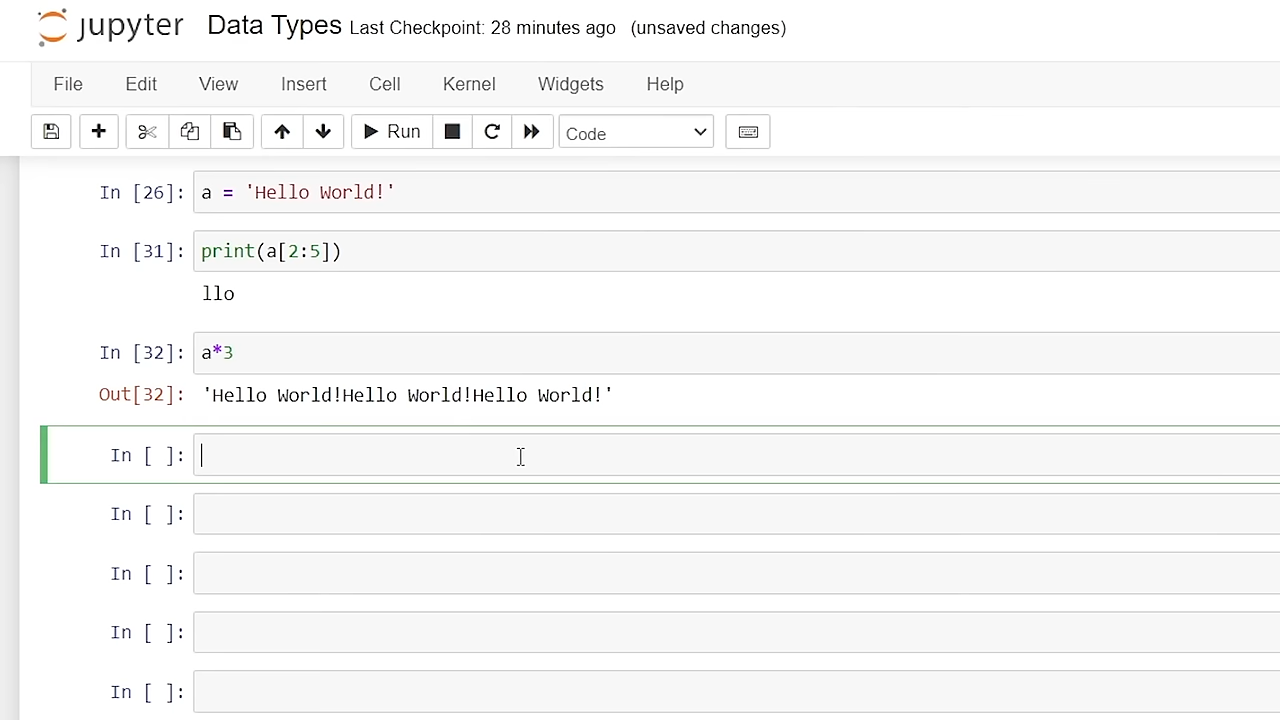 jupyter Data Types Last Checkpoint: 28 minutes ago (unsaved changes)
File Edit View Insert Cell Kernel Widgets Help
Run Code
In [26]: a = 'Hello World!'
In [31]: print(a[2:5])
llo
In [32]: a*3
Out[32]: 'Hello World!Hello World!Hello World!'
In [ ]:
In [ ]:
In [ ]:
In [ ]:
In [ ]: